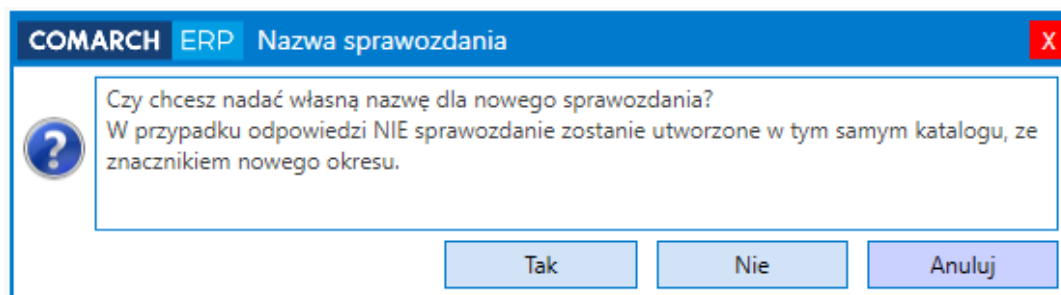 COMARCH ERP Nazwa sprawozdania X
Czy chcesz nadać własną nazwę dla nowego sprawozdania?
W przypadku odpowiedzi NIE sprawozdanie zostanie utworzone w tym samym katalogu, ze
znacznikiem nowego okresu.
Tak Nie Anuluj